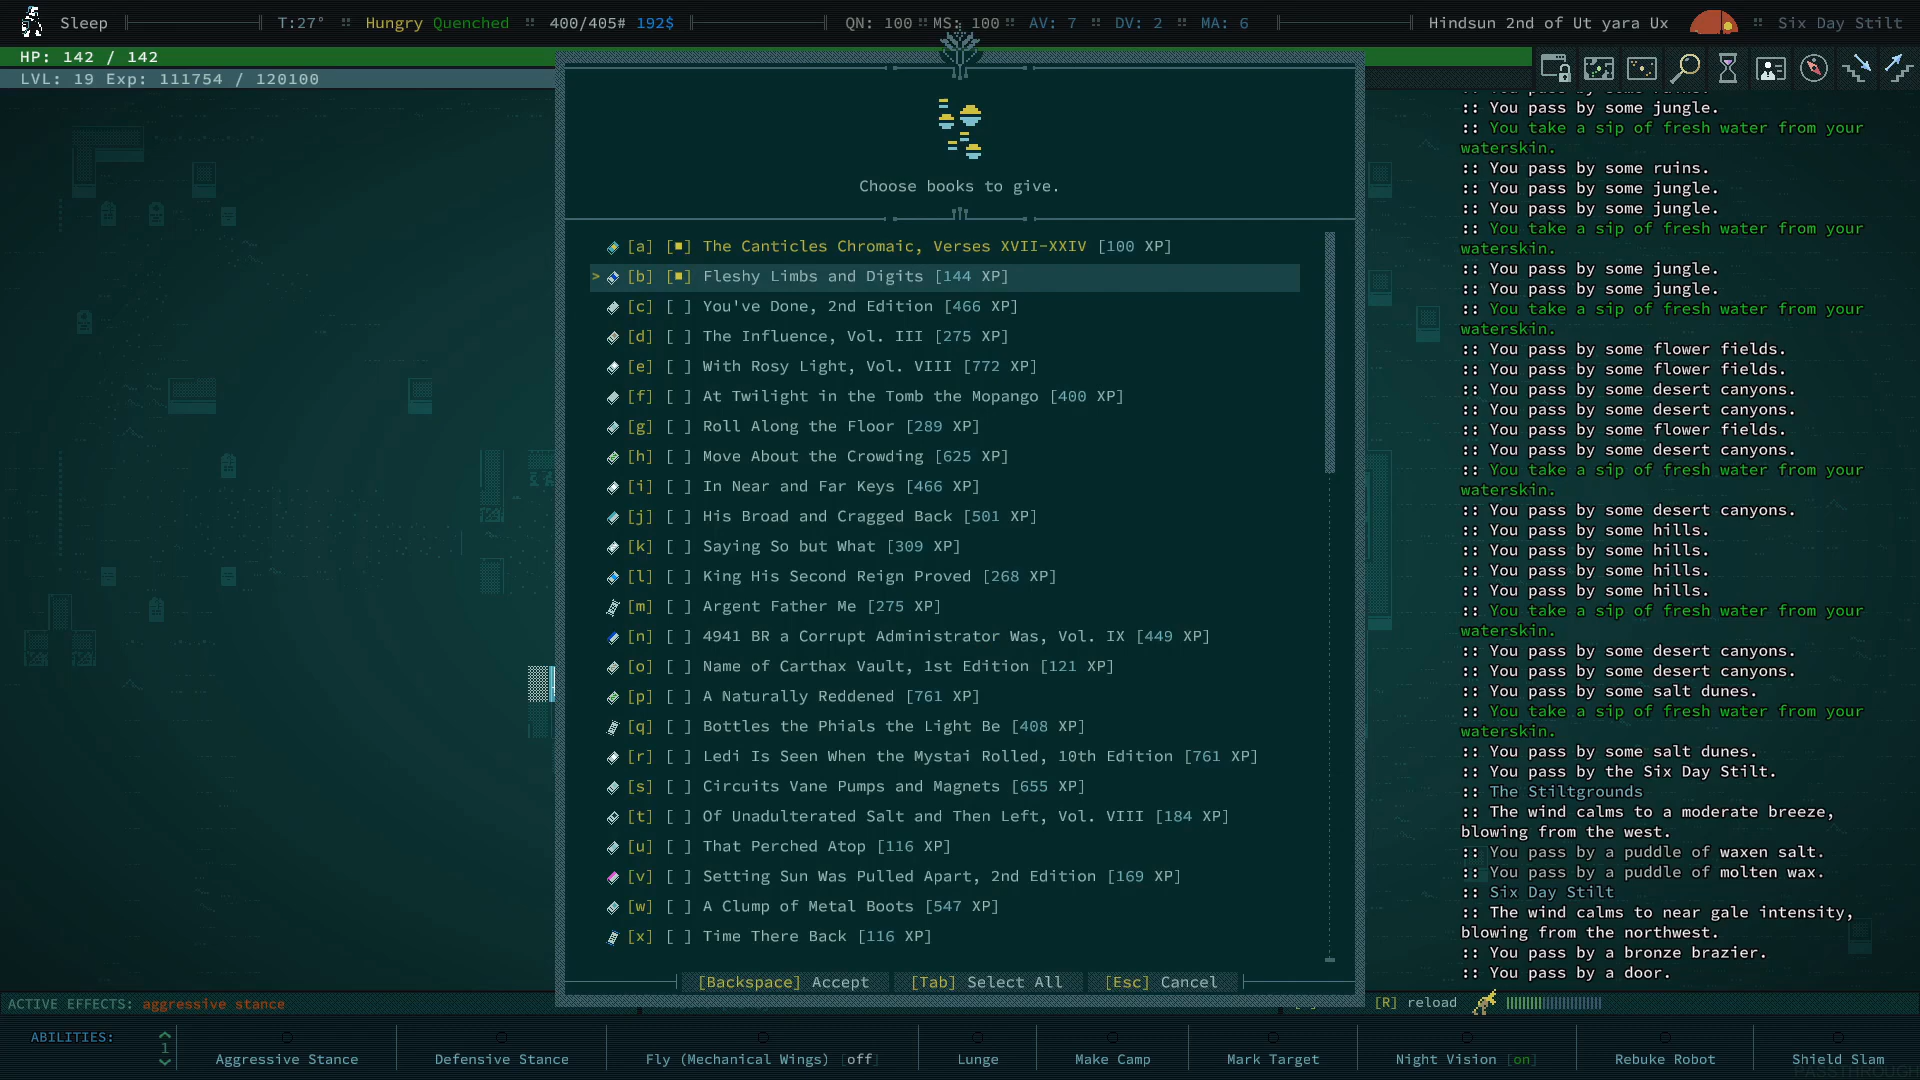 Sleep T:27° :: Hungry Quenched :: 400/405# 192$ QN: 100 :: MS: 100 :: AV: 7 :: DV: 2 :: MA: 6 Hindsun 2nd of Ut yara Ux :: Six Day Stilt
HP: 142 / 142
LVL: 19 Exp: 111754 / 120100
Choose books to give.
[a] [■] The Canticles Chromaic, Verses XVII-XXIV [100 XP]
> [b] [■] Fleshy Limbs and Digits [144 XP]
[c] [ ] You've Done, 2nd Edition [466 XP]
[d] [ ] The Influence, Vol. III [275 XP]
[e] [ ] With Rosy Light, Vol. VIII [772 XP]
[f] [ ] At Twilight in the Tomb the Mopango [400 XP]
[g] [ ] Roll Along the Floor [289 XP]
[h] [ ] Move About the Crowding [625 XP]
[i] [ ] In Near and Far Keys [466 XP]
[j] [ ] His Broad and Cragged Back [501 XP]
[k] [ ] Saying So but What [309 XP]
[l] [ ] King His Second Reign Proved [268 XP]
[m] [ ] Argent Father Me [275 XP]
[n] [ ] 4941 BR a Corrupt Administrator Was, Vol. IX [449 XP]
[o] [ ] Name of Carthax Vault, 1st Edition [121 XP]
[p] [ ] A Naturally Reddened [761 XP]
[q] [ ] Bottles the Phials the Light Be [408 XP]
[r] [ ] Ledi Is Seen When the Mystai Rolled, 10th Edition [761 XP]
[s] [ ] Circuits Vane Pumps and Magnets [655 XP]
[t] [ ] Of Unadulterated Salt and Then Left, Vol. VIII [184 XP]
[u] [ ] That Perched Atop [116 XP]
[v] [ ] Setting Sun Was Pulled Apart, 2nd Edition [169 XP]
[w] [ ] A Clump of Metal Boots [547 XP]
[x] [ ] Time There Back [116 XP]
[Backspace] Accept [Tab] Select All [Esc] Cancel
:: You pass by some jungle.
:: You take a sip of fresh water from your
waterskin.
:: You pass by some ruins.
:: You pass by some jungle.
:: You pass by some jungle.
:: You take a sip of fresh water from your
waterskin.
:: You pass by some jungle.
:: You pass by some jungle.
:: You take a sip of fresh water from your
waterskin.
:: You pass by some flower fields.
:: You pass by some flower fields.
:: You pass by some desert canyons.
:: You pass by some desert canyons.
:: You pass by some flower fields.
:: You pass by some desert canyons.
:: You take a sip of fresh water from your
waterskin.
:: You pass by some desert canyons.
:: You pass by some hills.
:: You pass by some hills.
:: You pass by some hills.
:: You pass by some hills.
:: You take a sip of fresh water from your
waterskin.
:: You pass by some desert canyons.
:: You pass by some desert canyons.
:: You pass by some salt dunes.
:: You take a sip of fresh water from your
waterskin.
:: You pass by some salt dunes.
:: You pass by the Six Day Stilt.
:: The Stiltgrounds
:: The wind calms to a moderate breeze,
blowing from the west.
:: You pass by a puddle of waxen salt.
:: You pass by a puddle of molten wax.
:: Six Day Stilt
:: The wind calms to near gale intensity,
blowing from the northwest.
:: You pass by a bronze brazier.
:: You pass by a door.
ACTIVE EFFECTS: aggressive stance
[R] reload
ABILITIES: 1 Aggressive Stance Defensive Stance Fly (Mechanical Wings) [off] Lunge Make Camp Mark Target Night Vision [on] Rebuke Robot Shield Slam